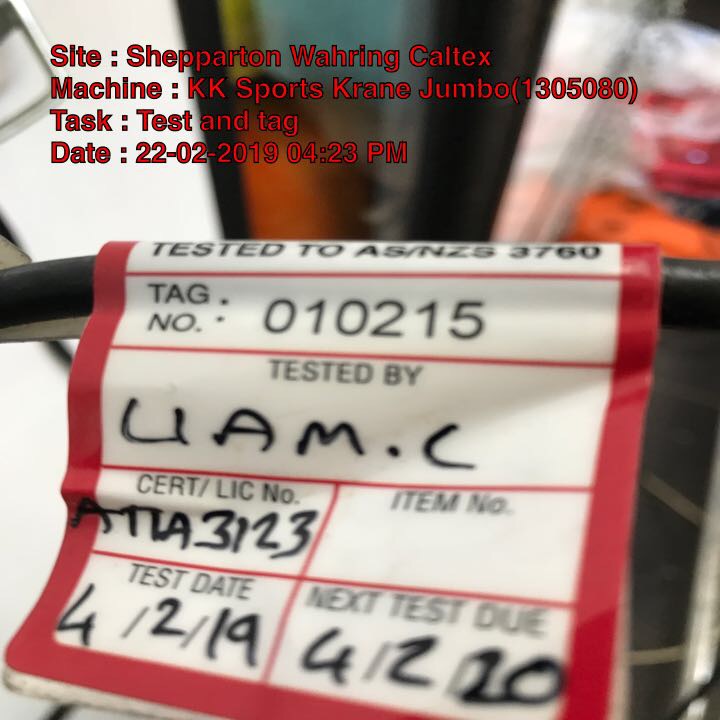 Site : Shepparton Wahring Caltex
Machine : KK Sports Krane Jumbo(1305080)
Task : Test and tag
Date : 22-02-2019 04:23 PM
TESTED TO AS/NZS 3760
TAG NO. : 010215
TESTED BY
LIAM.C
CERT/ LIC No.
ATTA3123
ITEM No.
TEST DATE
4/2/19
NEXT TEST DUE
4/2/20